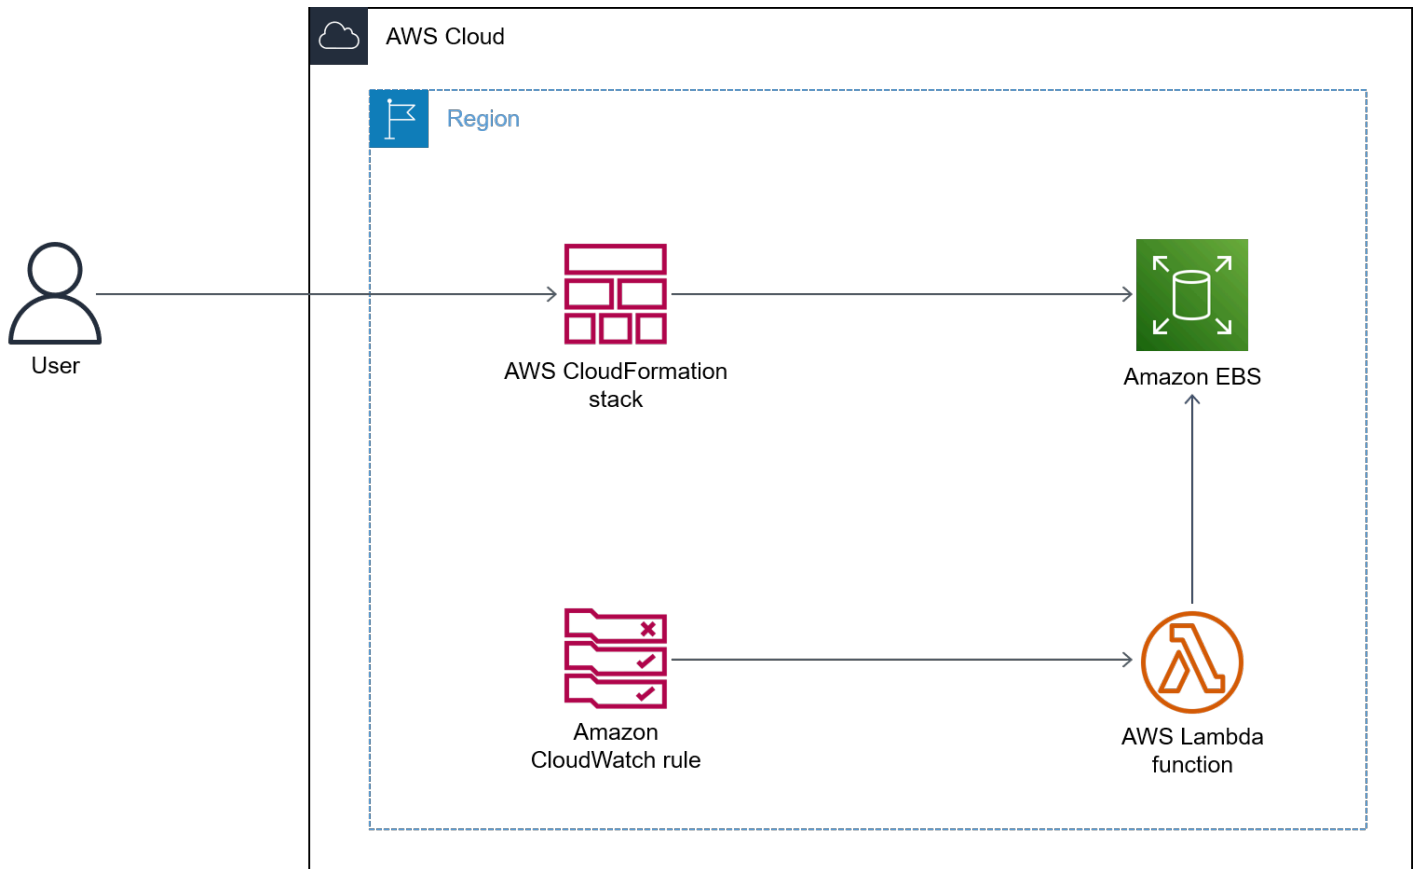 AWS Cloud
Region
User
AWS CloudFormation
stack
Amazon EBS
Amazon
CloudWatch rule
AWS Lambda
function